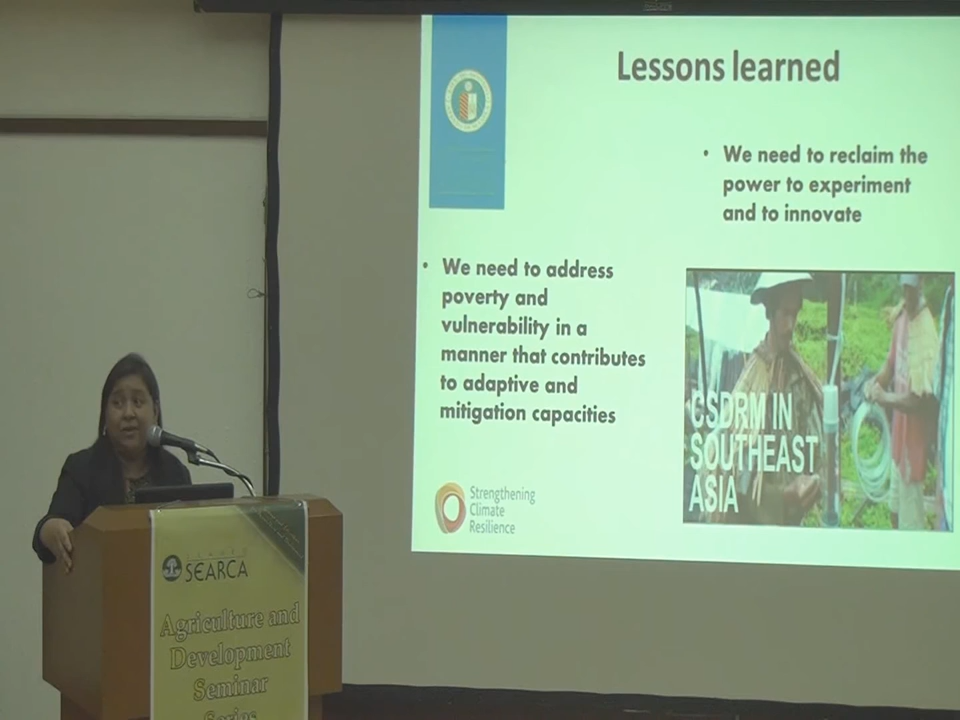 Lessons learned
• We need to reclaim the
power to experiment
and to innovate
• We need to address
poverty and
vulnerability in a
manner that contributes
to adaptive and
mitigation capacities
CSDRM IN
SOUTHEAST
ASIA
Strengthening
Climate
Resilience
SEARCA
Agriculture and
Development
Seminar
Series